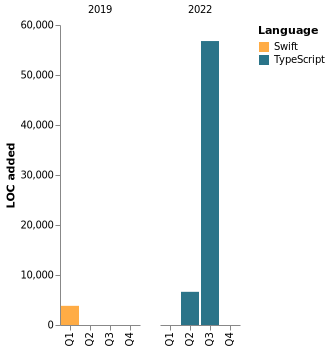 2019
2022
Language
Swift
TypeScript
LOC added
60,000
50,000
40,000
30,000
20,000
10,000
0
Q1
Q2
Q3
Q4
Q1
Q2
Q3
Q4